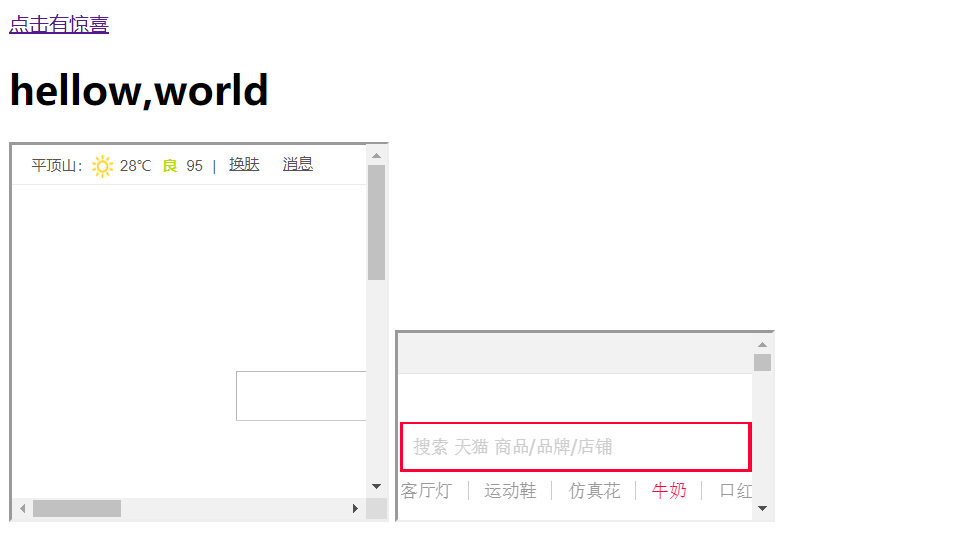 点击有惊喜
hellow,world
平顶山: 28℃ 良 95 | 换肤 消息
搜索 天猫 商品/品牌/店铺
客厅灯 运动鞋 仿真花 牛奶 口红